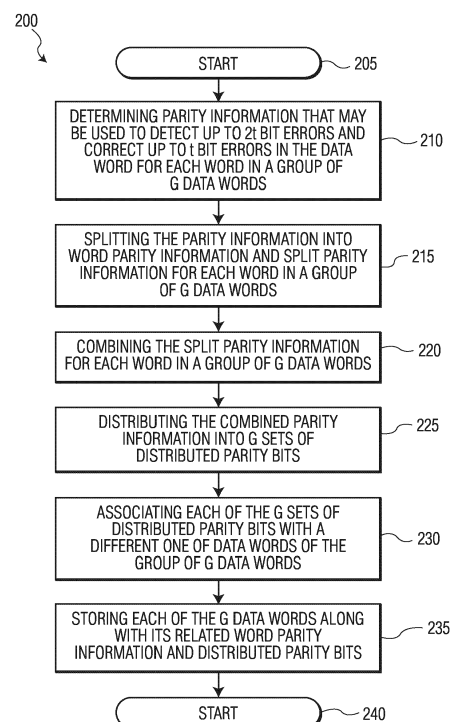 200
START
205
DETERMINING PARITY INFORMATION THAT MAY
BE USED TO DETECT UP TO 2t BIT ERRORS AND
CORRECT UP TO t BIT ERRORS IN THE DATA
WORD FOR EACH WORD IN A GROUP OF
G DATA WORDS
210
SPLITTING THE PARITY INFORMATION INTO
WORD PARITY INFORMATION AND SPLIT PARITY
INFORMATION FOR EACH WORD IN A GROUP
OF G DATA WORDS
215
COMBINING THE SPLIT PARITY INFORMATION
FOR EACH WORD IN A GROUP OF G DATA WORDS
220
DISTRIBUTING THE COMBINED PARITY
INFORMATION INTO G SETS OF
DISTRIBUTED PARITY BITS
225
ASSOCIATING EACH OF THE G SETS OF
DISTRIBUTED PARITY BITS WITH A
DIFFERENT ONE OF DATA WORDS OF THE
GROUP OF G DATA WORDS
230
STORING EACH OF THE G DATA WORDS ALONG
WITH ITS RELATED WORD PARITY
INFORMATION AND DISTRIBUTED PARITY BITS
235
START
240